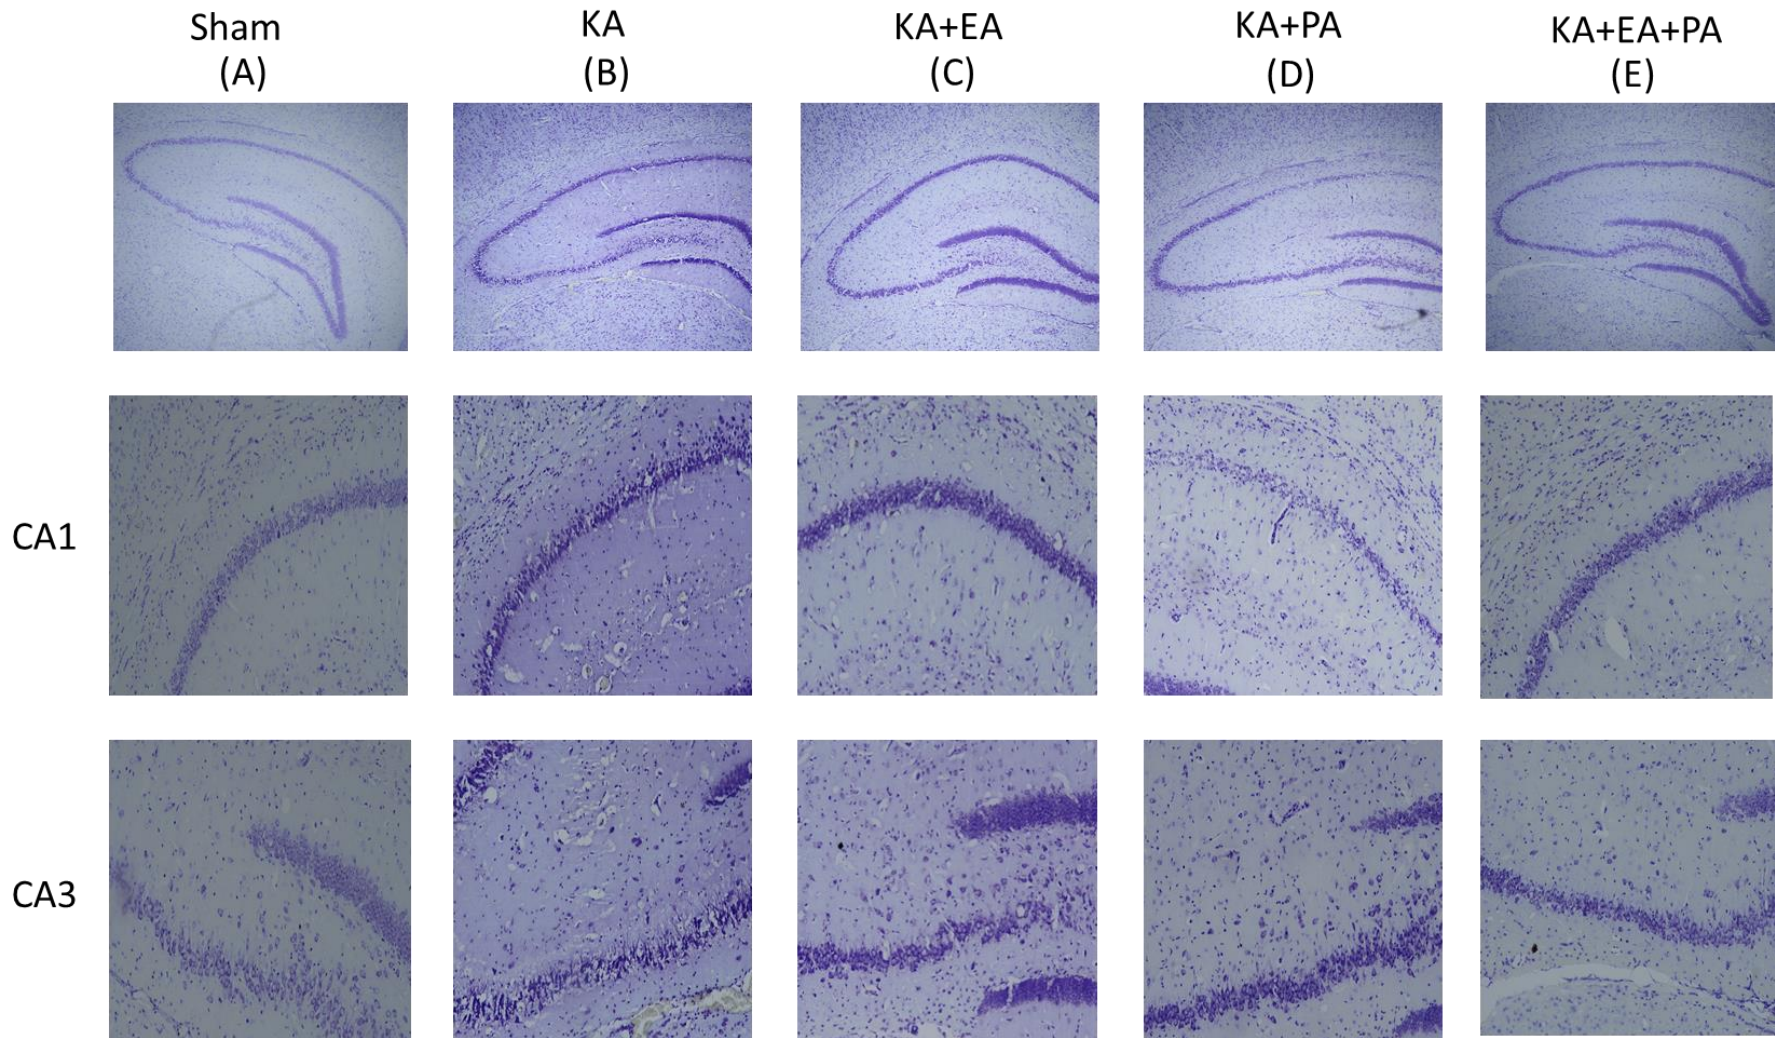 Sham
(A)
KA
(B)
KA+EA
(C)
KA+PA
(D)
KA+EA+PA
(E)
CA1
CA3